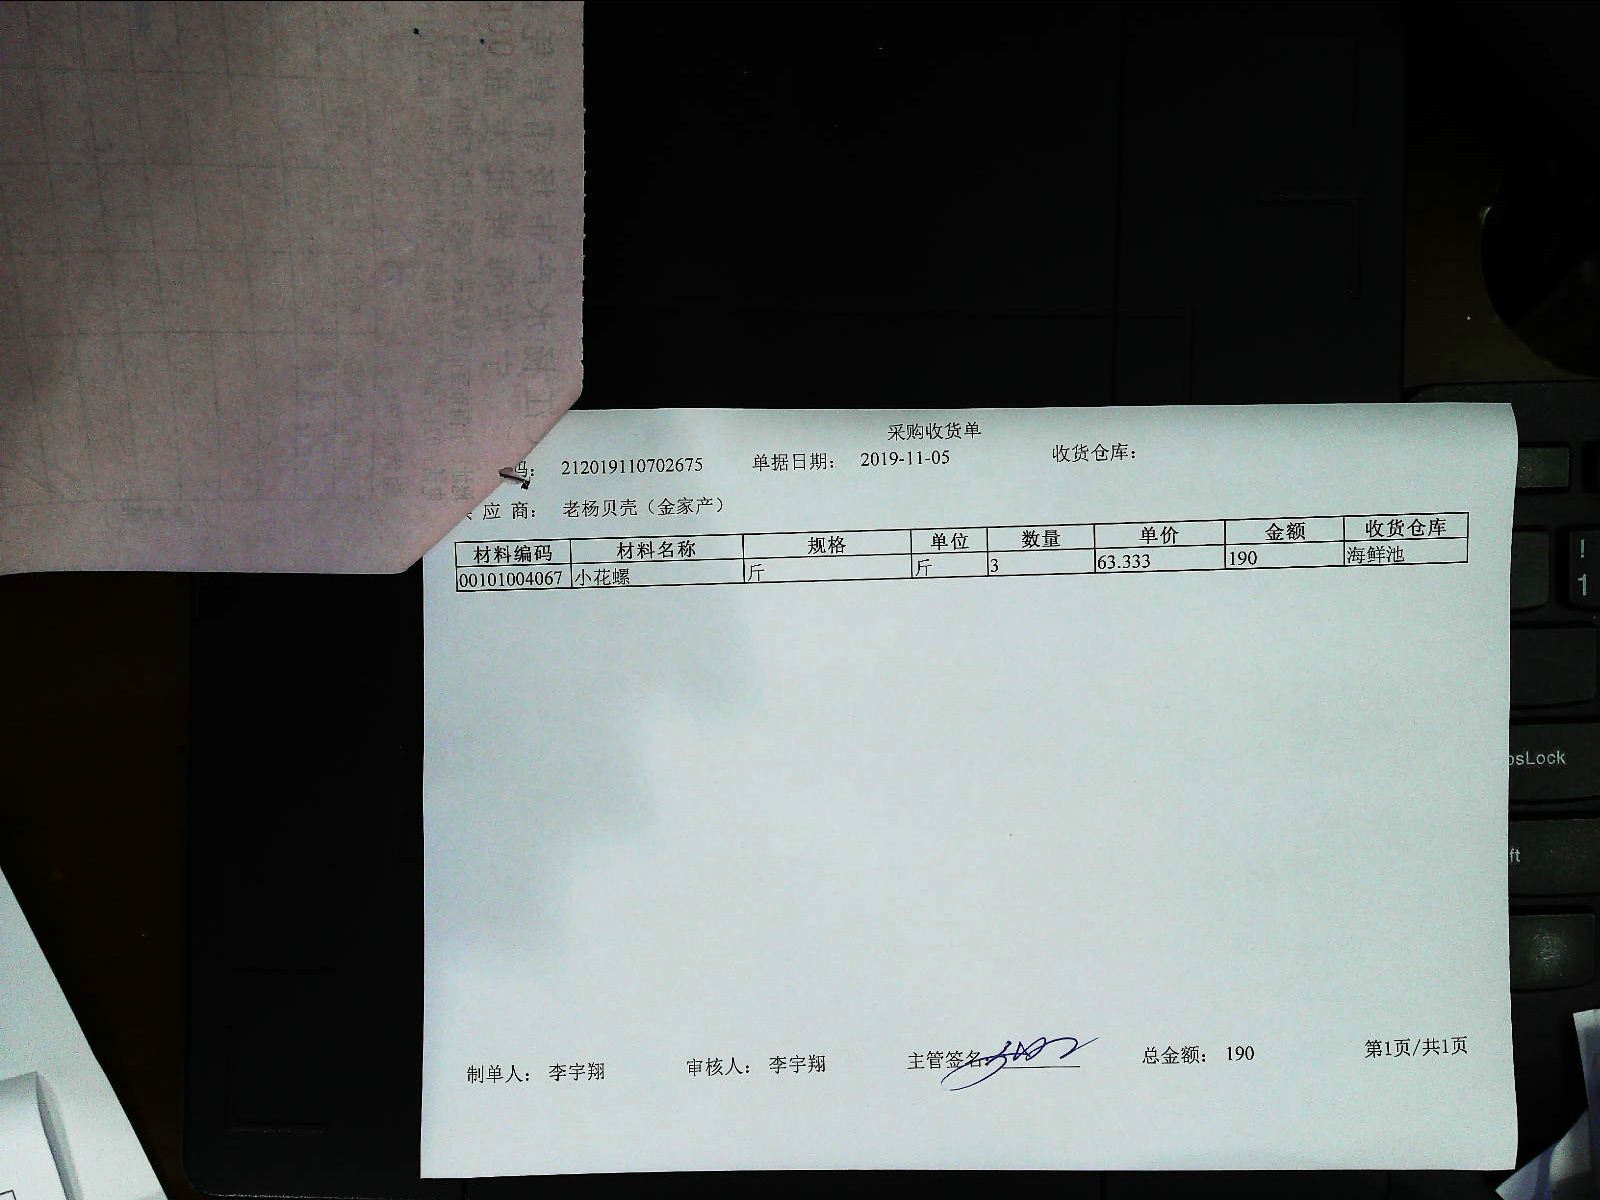 采购收货单
码： 212019110702675 单据日期： 2019-11-05 收货仓库：
应 商： 老杨贝壳（金家产）
材料编码 材料名称 规格 单位 数量 单价 金额 收货仓库
00101004067 小花螺 斤 斤 3 63.333 190 海鲜池
制单人： 李宇翔 审核人： 李宇翔 主管签名 总金额： 190 第1页/共1页
!
1
psLock
ft